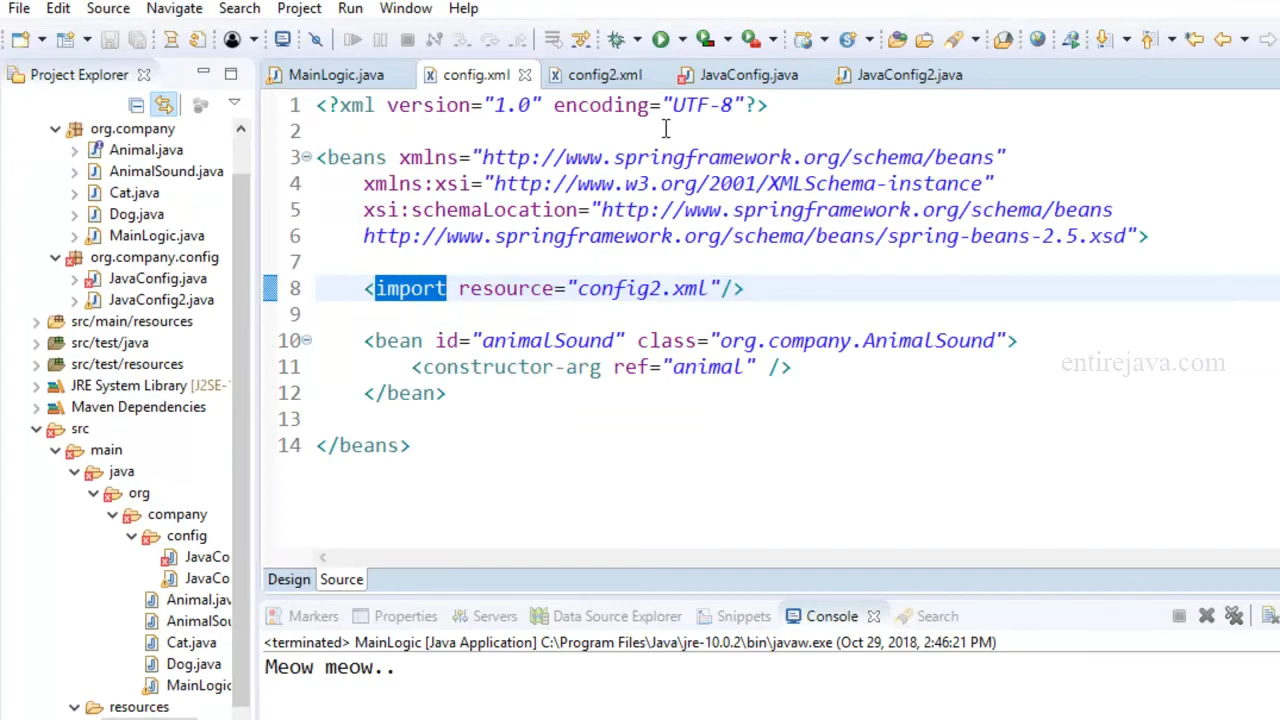 File Edit Source Navigate Search Project Run Window Help
Project Explorer
MainLogic.java config.xml config2.xml JavaConfig.java JavaConfig2.java
org.company
Animal.java
AnimalSound.java
Cat.java
Dog.java
MainLogic.java
org.company.config
JavaConfig.java
JavaConfig2.java
src/main/resources
src/test/java
src/test/resources
JRE System Library [J2SE-
Maven Dependencies
src
main
java
org
company
config
JavaCo
JavaCo
Animal.jav
AnimalSou
Cat.java
Dog.java
MainLogic
resources
1 <?xml version="1.0" encoding="UTF-8"?>
2
3 <beans xmlns="http://www.springframework.org/schema/beans"
4 xmlns:xsi="http://www.w3.org/2001/XMLSchema-instance"
5 xsi:schemaLocation="http://www.springframework.org/schema/beans
6 http://www.springframework.org/schema/beans/spring-beans-2.5.xsd">
7
8 <import resource="config2.xml"/>
9
10 <bean id="animalSound" class="org.company.AnimalSound">
11 <constructor-arg ref="animal" />
12 </bean>
13
14 </beans>
entirejava.com
Design Source
Markers Properties Servers Data Source Explorer Snippets Console Search
<terminated> MainLogic [Java Application] C:\Program Files\Java\jre-10.0.2\bin\javaw.exe (Oct 29, 2018, 2:46:21 PM)
Meow meow..